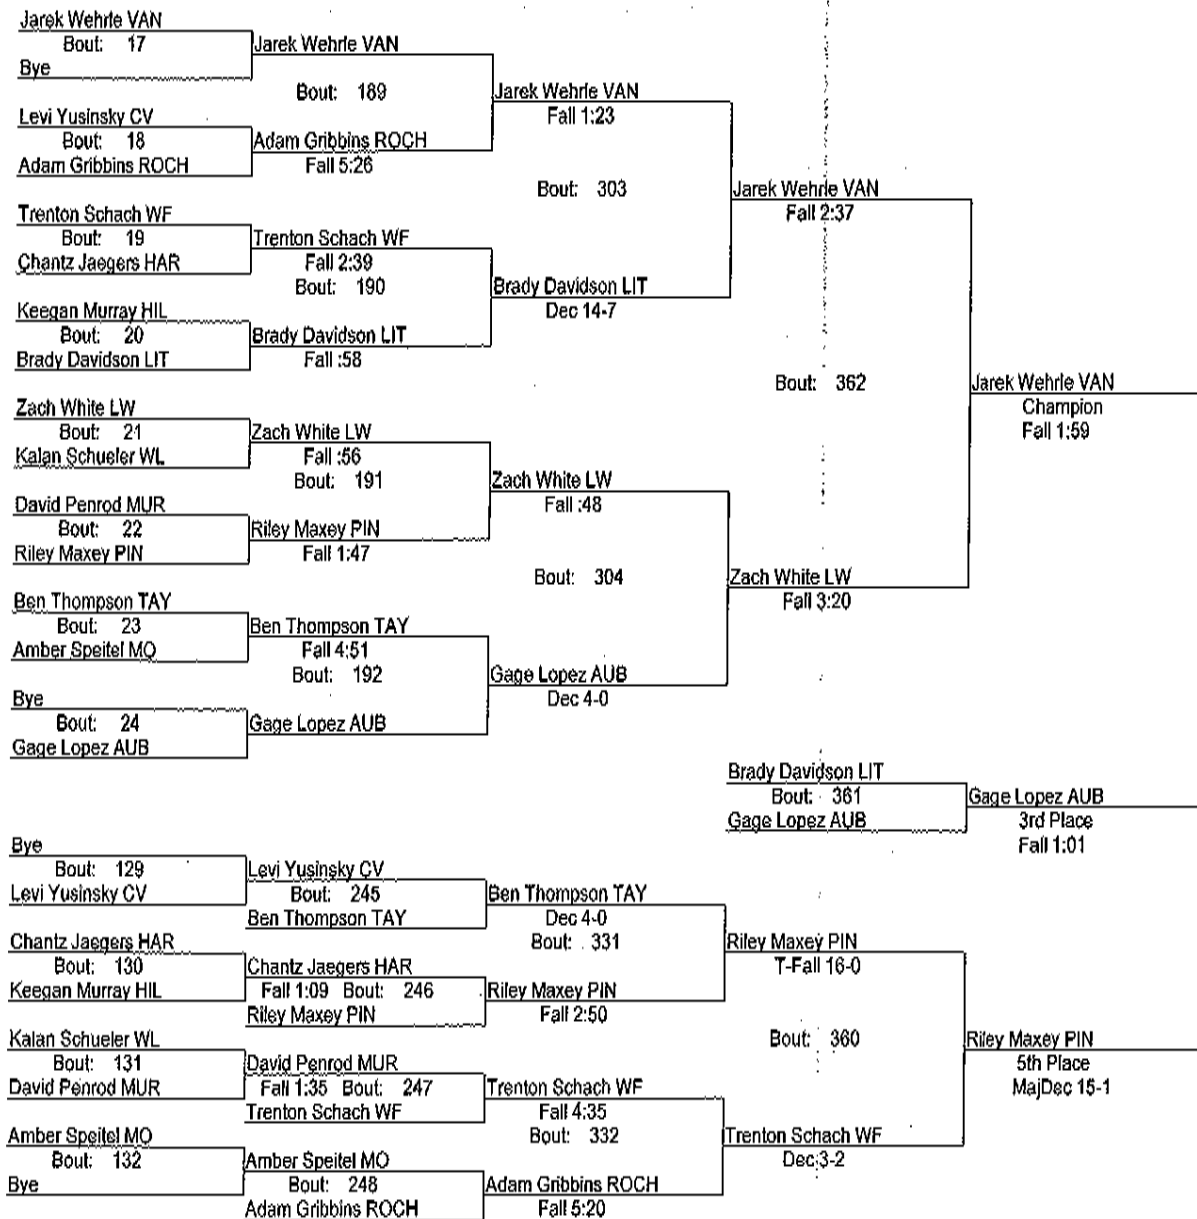 Jarek Wehrle VAN
Bout: 17
Bye
Jarek Wehrle VAN
Bout: 189
Levi Yusinsky CV
Bout: 18
Adam Gribbins ROCH
Adam Gribbins ROCH
Fall 5:26
Jarek Wehrle VAN
Fall 1:23
Bout: 303
Trenton Schach WF
Bout: 19
Chantz Jaegers HAR
Trenton Schach WF
Fall 2:39
Bout: 190
Keegan Murray HIL
Bout: 20
Brady Davidson LIT
Brady Davidson LIT
Fall :58
Brady Davidson LIT
Dec 14-7
Jarek Wehrle VAN
Fall 2:37
Bout: 362
Jarek Wehrle VAN
Champion
Fall 1:59
Zach White LW
Bout: 21
Kalan Schueler WL
Zach White LW
Fall :56
Bout: 191
David Penrod MUR
Bout: 22
Riley Maxey PIN
Riley Maxey PIN
Fall 1:47
Zach White LW
Fall :48
Bout: 304
Zach White LW
Fall 3:20
Ben Thompson TAY
Bout: 23
Amber Speitel MO
Ben Thompson TAY
Fall 4:51
Bout: 192
Bye
Bout: 24
Gage Lopez AUB
Gage Lopez AUB
Gage Lopez AUB
Dec 4-0
Brady Davidson LIT
Bout: 361
Gage Lopez AUB
Gage Lopez AUB
3rd Place
Fall 1:01
Bye
Bout: 129
Levi Yusinsky CV
Levi Yusinsky CV
Bout: 245
Ben Thompson TAY
Ben Thompson TAY
Dec 4-0
Bout: 331
Chantz Jaegers HAR
Bout: 130
Keegan Murray HIL
Chantz Jaegers HAR
Fall 1:09 Bout: 246
Riley Maxey PIN
Riley Maxey PIN
Fall 2:50
Riley Maxey PIN
T-Fall 16-0
Bout: 360
Riley Maxey PIN
5th Place
MajDec 15-1
Kalan Schueler WL
Bout: 131
David Penrod MUR
David Penrod MUR
Fall 1:35 Bout: 247
Trenton Schach WF
Trenton Schach WF
Fall 4:35
Bout: 332
Trenton Schach WF
Dec 3-2
Amber Speitel MO
Bout: 132
Bye
Amber Speitel MO
Bout: 248
Adam Gribbins ROCH
Adam Gribbins ROCH
Fall 5:20